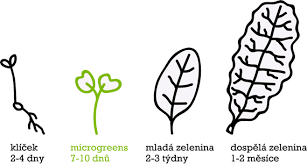 klíček
2-4 dny
microgreens
7-10 dnů
mladá zelenina
2-3 týdny
dospělá zelenina
1-2 měsíce